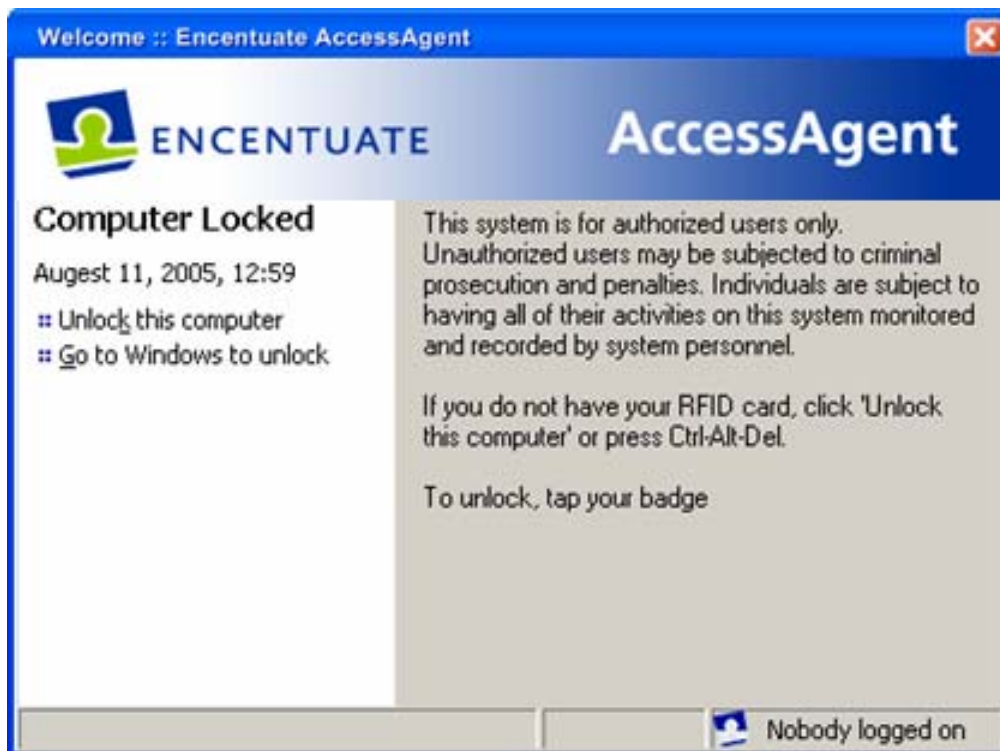 Welcome :: Encentuate AccessAgent
ENCENTUATE
AccessAgent
Computer Locked
Augest 11, 2005, 12:59
:: Unlock this computer
:: Go to Windows to unlock
This system is for authorized users only.
Unauthorized users may be subjected to criminal
prosecution and penalties. Individuals are subject to
having all of their activities on this system monitored
and recorded by system personnel.
If you do not have your RFID card, click 'Unlock
this computer' or press Ctrl-Alt-Del.
To unlock, tap your badge
Nobody logged on